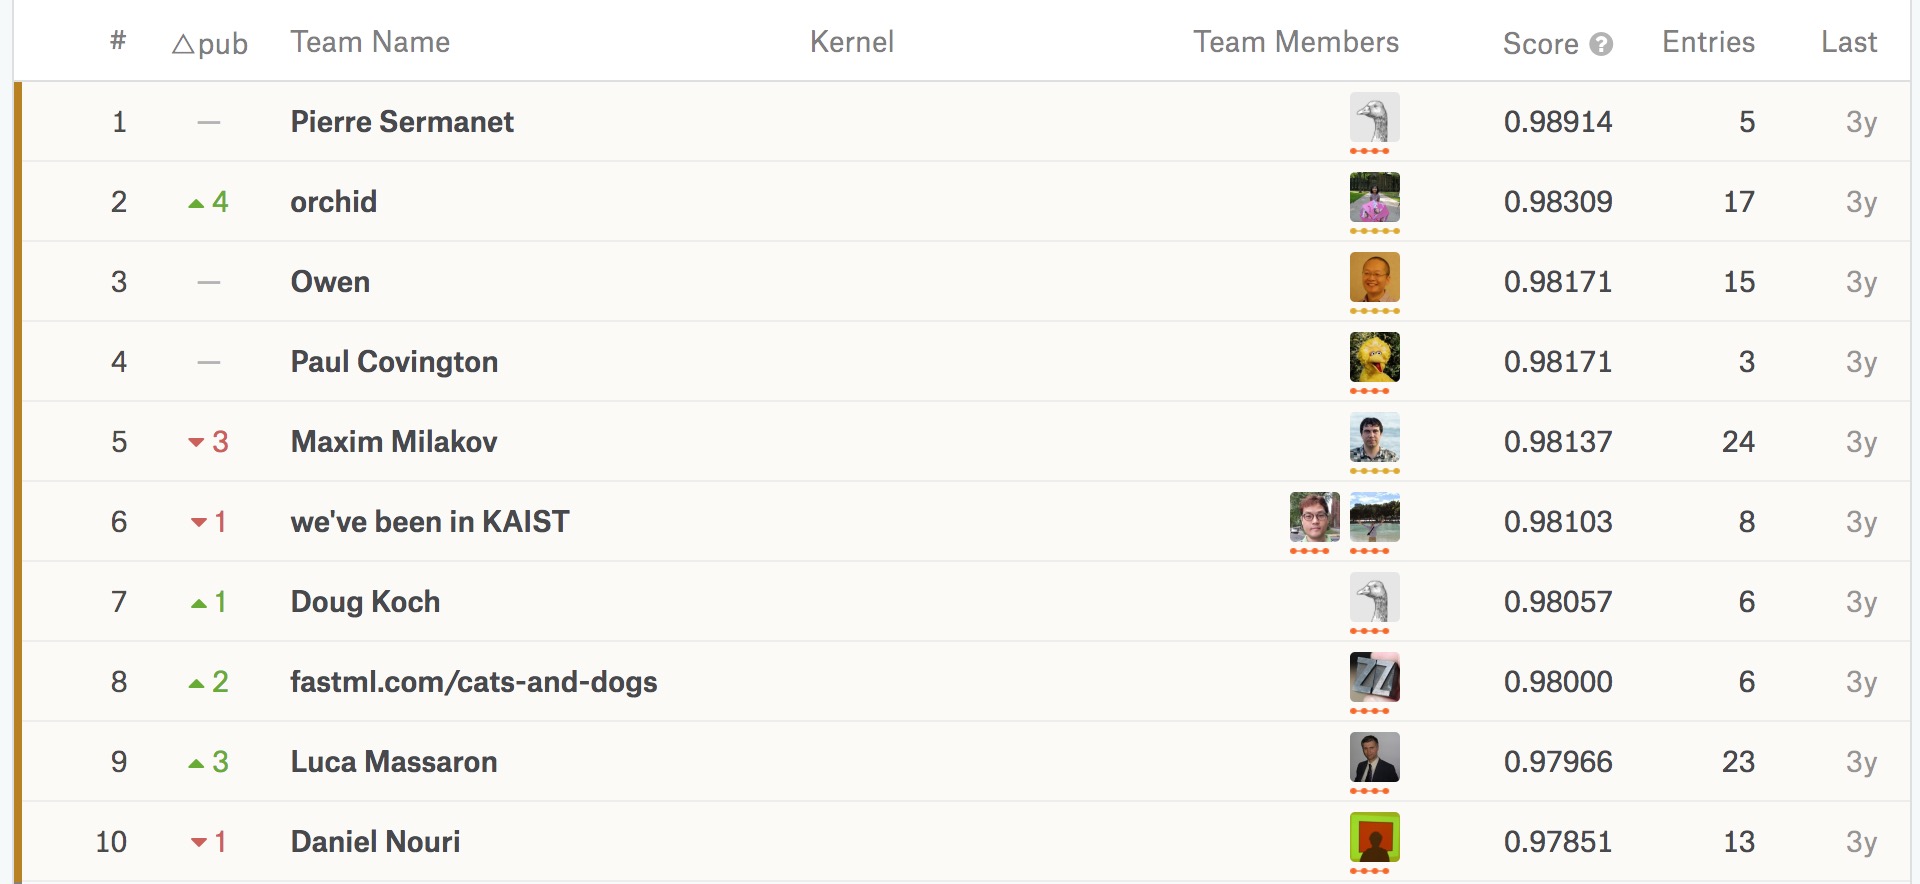 # △pub Team Name Kernel Team Members Score ? Entries Last
1 — Pierre Sermanet 0.98914 5 3y
2 ▲ 4 orchid 0.98309 17 3y
3 — Owen 0.98171 15 3y
4 — Paul Covington 0.98171 3 3y
5 ▼ 3 Maxim Milakov 0.98137 24 3y
6 ▼ 1 we've been in KAIST 0.98103 8 3y
7 ▲ 1 Doug Koch 0.98057 6 3y
8 ▲ 2 fastml.com/cats-and-dogs 0.98000 6 3y
9 ▲ 3 Luca Massaron 0.97966 23 3y
10 ▼ 1 Daniel Nouri 0.97851 13 3y